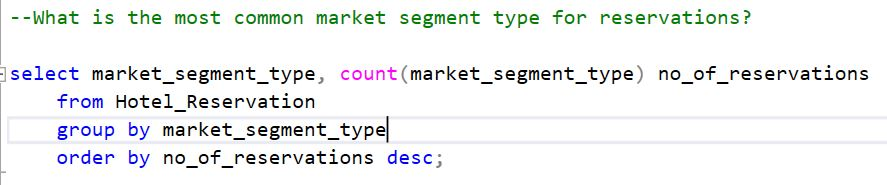 --What is the most common market segment type for reservations?
select market_segment_type, count(market_segment_type) no_of_reservations
from Hotel_Reservation
group by market_segment_type
order by no_of_reservations desc;